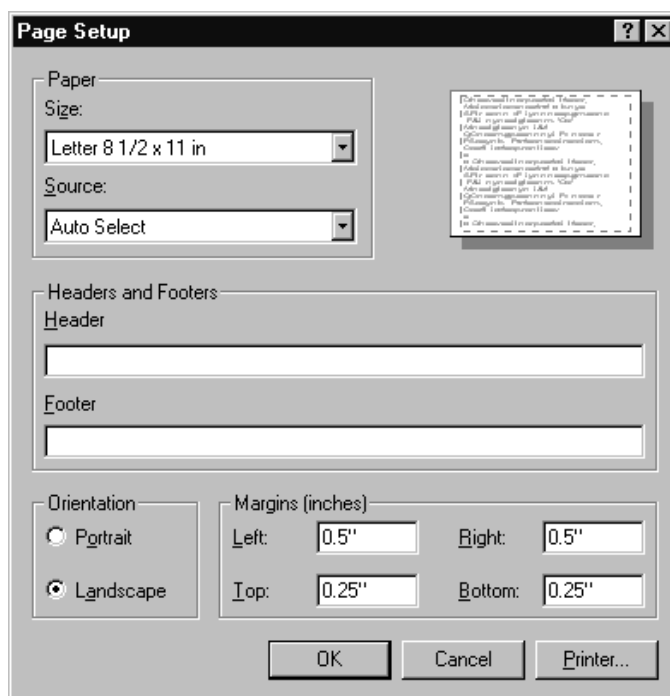 Page Setup
Paper
Size:
Letter 8 1/2 x 11 in
Source:
Auto Select
Headers and Footers
Header
Footer
Orientation
Portrait
Landscape
Margins (inches)
Left: 0.5" Right: 0.5"
Top: 0.25" Bottom: 0.25"
OK Cancel Printer...